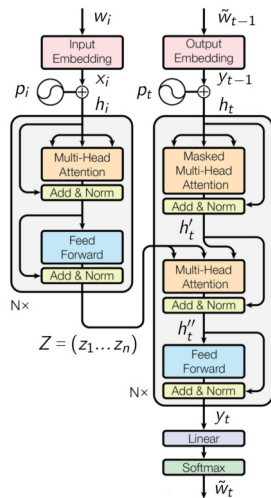 w_i
Input
Embedding
x_i
p_i
h_i
Multi-Head
Attention
Add & Norm
Feed
Forward
Add & Norm
N×
Z = (z_1...z_n)
w̃_{t−1}
Output
Embedding
y_{t−1}
p_t
h_t
Masked
Multi-Head
Attention
Add & Norm
h'_t
Multi-Head
Attention
Add & Norm
h''_t
Feed
Forward
Add & Norm
N×
y_t
Linear
Softmax
w̃_t